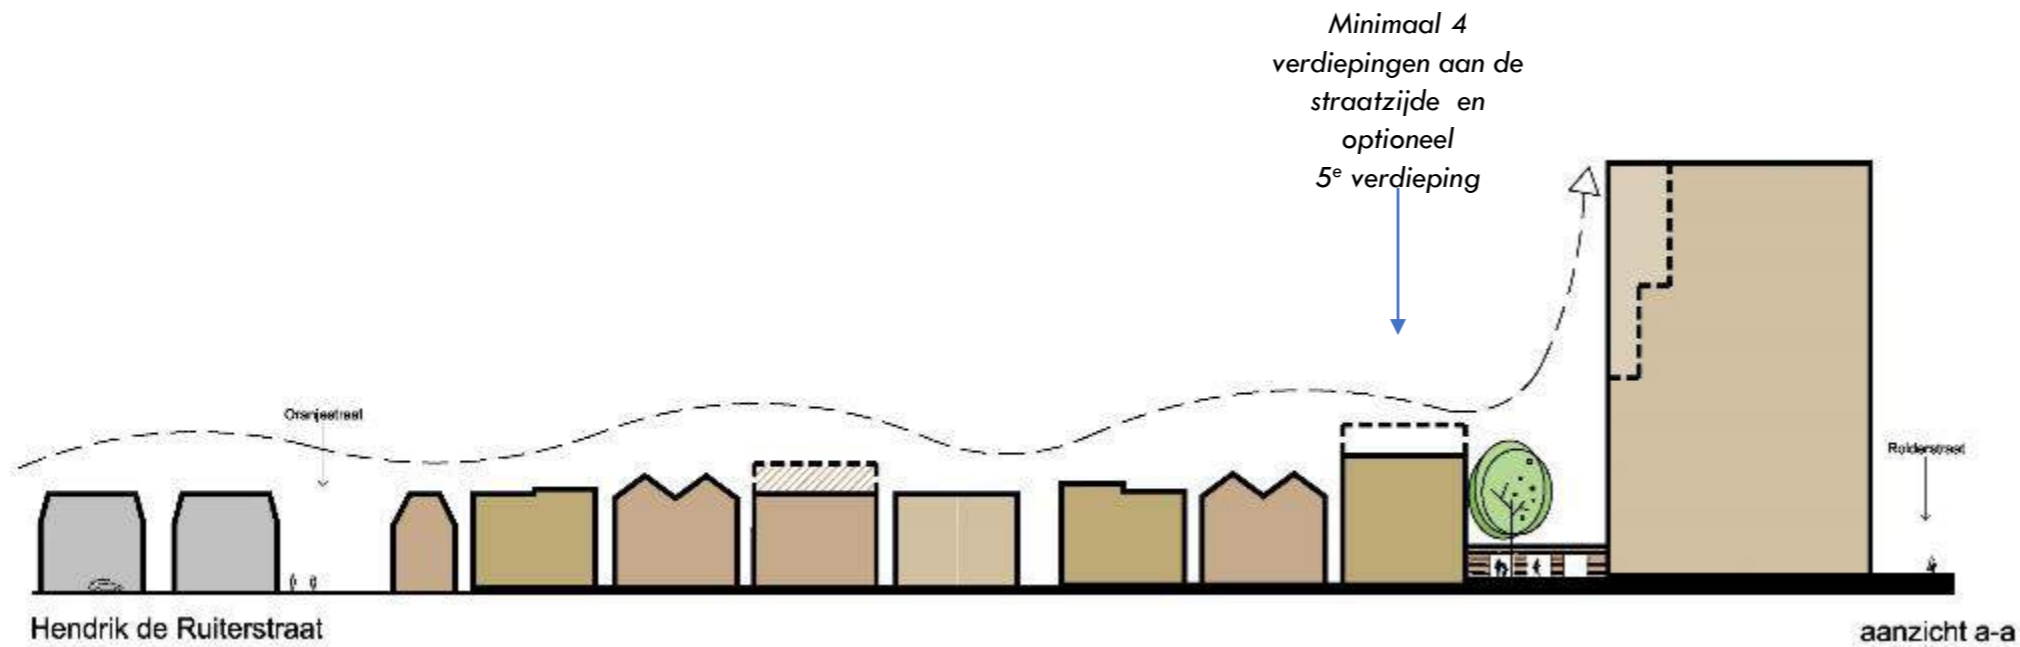 Minimaal 4
verdiepingen aan de
straatzijde en
optioneel
5e verdieping
Oranjestraat
Rolderstraat
Hendrik de Ruiterstraat
aanzicht a-a